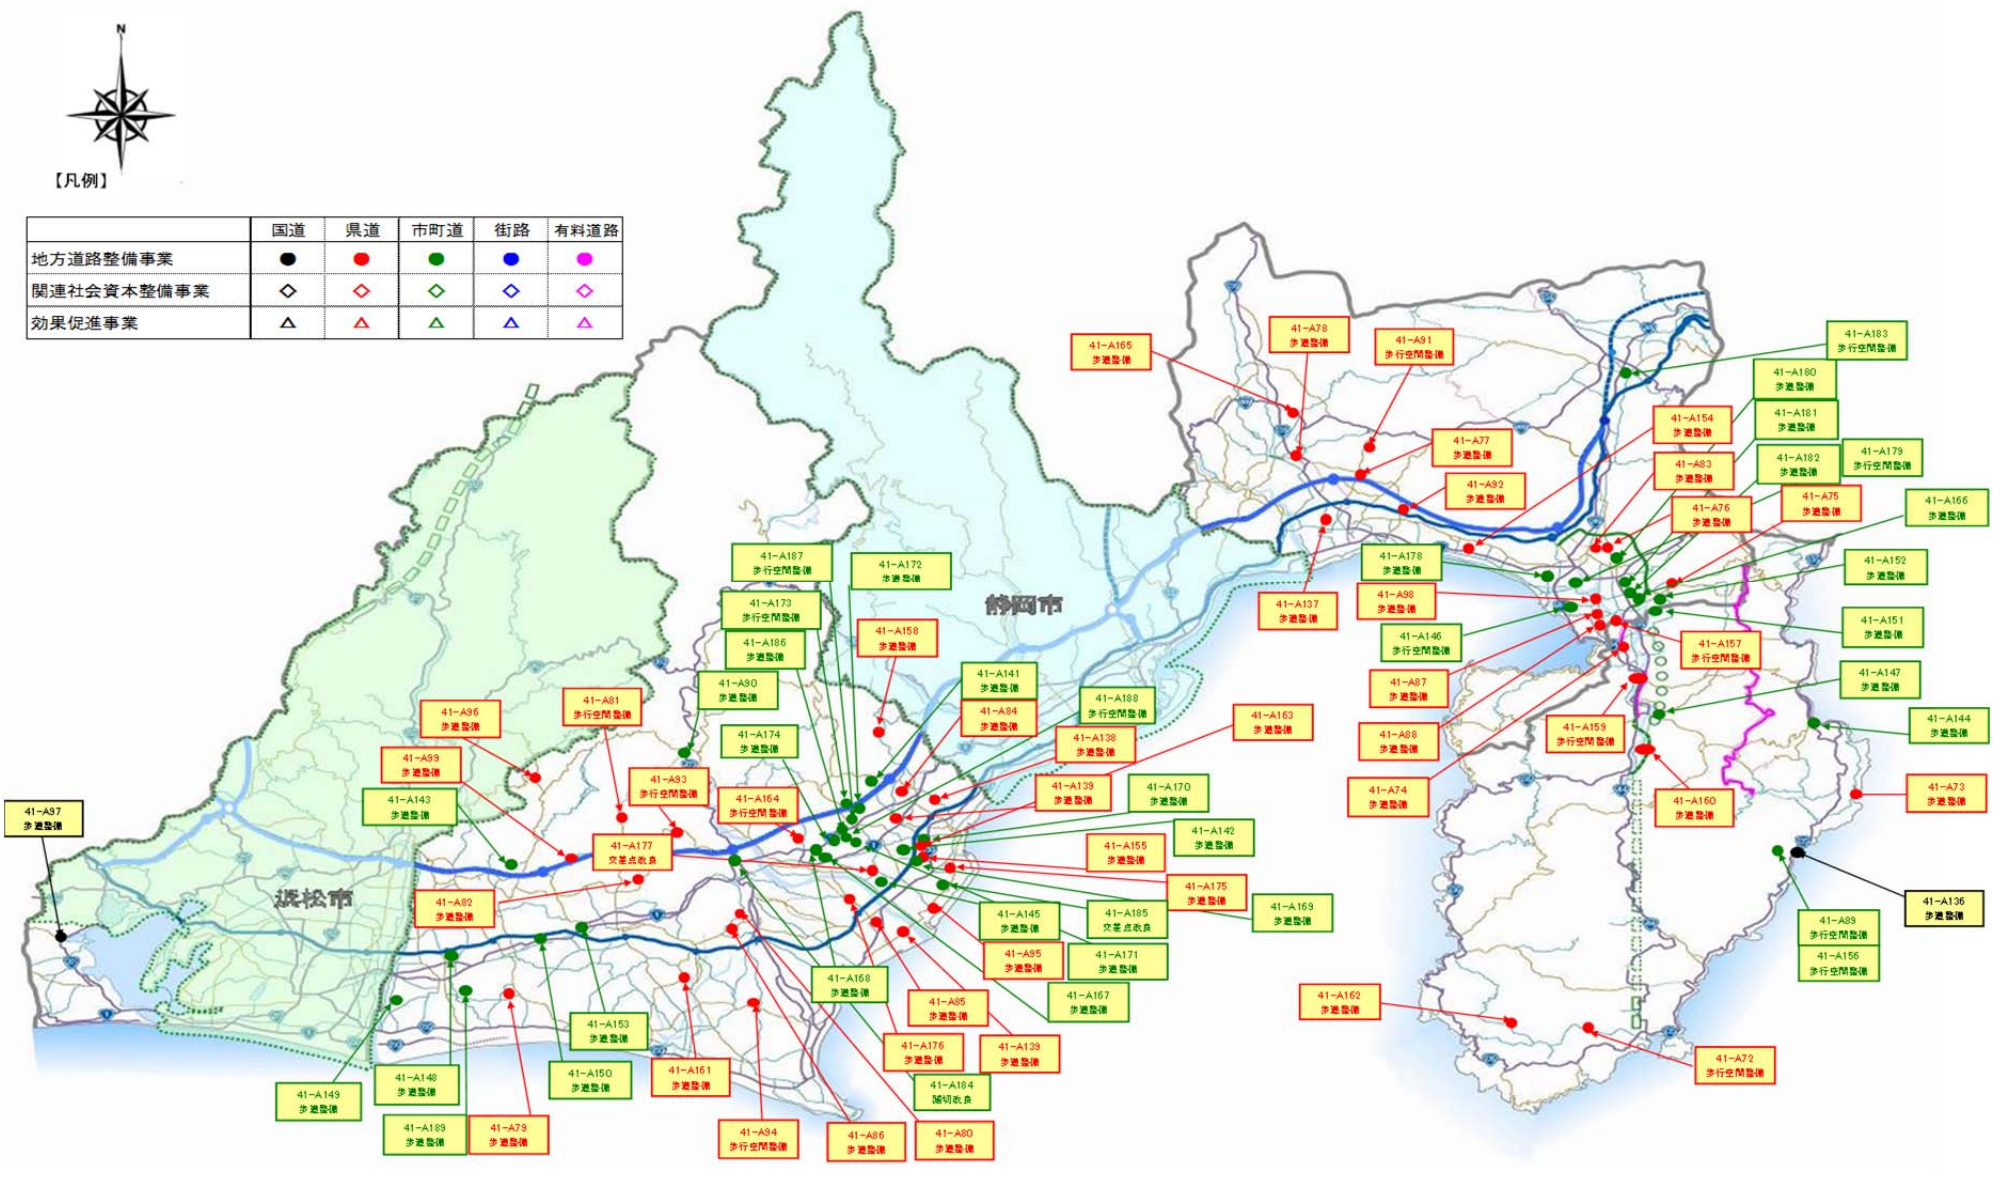 N
【凡例】
国道 県道 市町道 街路 有料道路
地方道路整備事業
関連社会資本整備事業
効果促進事業
静岡市
浜松市
41-A165
歩道整備
41-A78
歩道整備
41-A91
歩行空間整備
41-A183
歩行空間整備
41-A180
歩道整備
41-A154
歩道整備
41-A181
歩道整備
41-A77
歩道整備
41-A83
歩道整備
41-A182
歩道整備
41-A179
歩行空間整備
41-A92
歩道整備
41-A76
歩道整備
41-A75
歩道整備
41-A166
歩道整備
41-A187
歩行空間整備
41-A172
歩道整備
41-A178
歩道整備
41-A152
歩道整備
41-A173
歩行空間整備
41-A137
歩道整備
41-A98
歩道整備
41-A158
歩道整備
41-A186
歩道整備
41-A146
歩行空間整備
41-A157
歩行空間整備
41-A151
歩道整備
41-A90
歩道整備
41-A141
歩道整備
41-A87
歩道整備
41-A147
歩道整備
41-A96
歩道整備
41-A81
歩行空間整備
41-A84
歩道整備
41-A188
歩行空間整備
41-A163
歩道整備
41-A174
歩道整備
41-A138
歩道整備
41-A88
歩道整備
41-A159
歩行空間整備
41-A144
歩道整備
41-A99
歩道整備
41-A93
歩行空間整備
41-A139
歩道整備
41-A170
歩道整備
41-A74
歩道整備
41-A160
歩道整備
41-A73
歩道整備
41-A97
歩道整備
41-A143
歩道整備
41-A164
歩行空間整備
41-A177
交差点改良
41-A142
歩道整備
41-A155
歩道整備
41-A175
歩道整備
41-A82
歩道整備
41-A145
歩道整備
41-A185
交差点改良
41-A169
歩道整備
41-A136
歩道整備
41-A89
歩行空間整備
41-A95
歩道整備
41-A171
歩道整備
41-A156
歩行空間整備
41-A168
歩道整備
41-A85
歩道整備
41-A167
歩道整備
41-A162
歩道整備
41-A153
歩道整備
41-A176
歩道整備
41-A139
歩道整備
41-A72
歩行空間整備
41-A149
歩道整備
41-A148
歩道整備
41-A150
歩道整備
41-A161
歩道整備
41-A184
踏切改良
41-A189
歩道整備
41-A79
歩道整備
41-A94
歩行空間整備
41-A86
歩道整備
41-A80
歩道整備